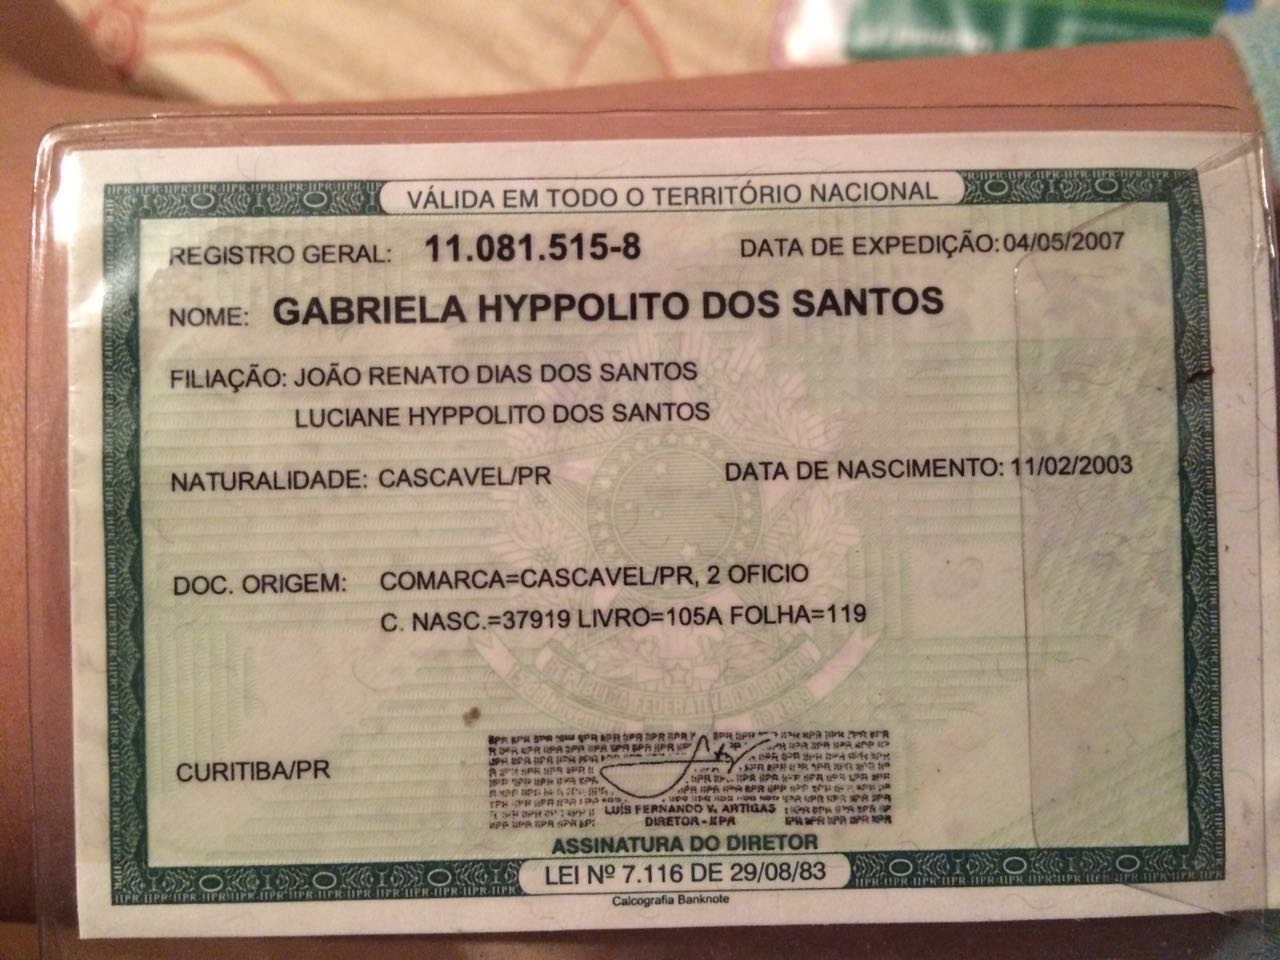 VÁLIDA EM TODO O TERRITÓRIO NACIONAL
REGISTRO GERAL: 11.081.515-8 DATA DE EXPEDIÇÃO: 04/05/2007
NOME: GABRIELA HYPPOLITO DOS SANTOS
FILIAÇÃO: JOÃO RENATO DIAS DOS SANTOS
LUCIANE HYPPOLITO DOS SANTOS
NATURALIDADE: CASCAVEL/PR DATA DE NASCIMENTO: 11/02/2003
DOC. ORIGEM: COMARCA=CASCAVEL/PR, 2 OFICIO
C. NASC.=37919 LIVRO=105A FOLHA=119
REPÚBLICA FEDERATIVA DO BRASIL
CURITIBA/PR
LUIS FERNANDO V. ARTIGAS
DIRETOR - IIPR
ASSINATURA DO DIRETOR
LEI Nº 7.116 DE 29/08/83
Calcografia Banknote